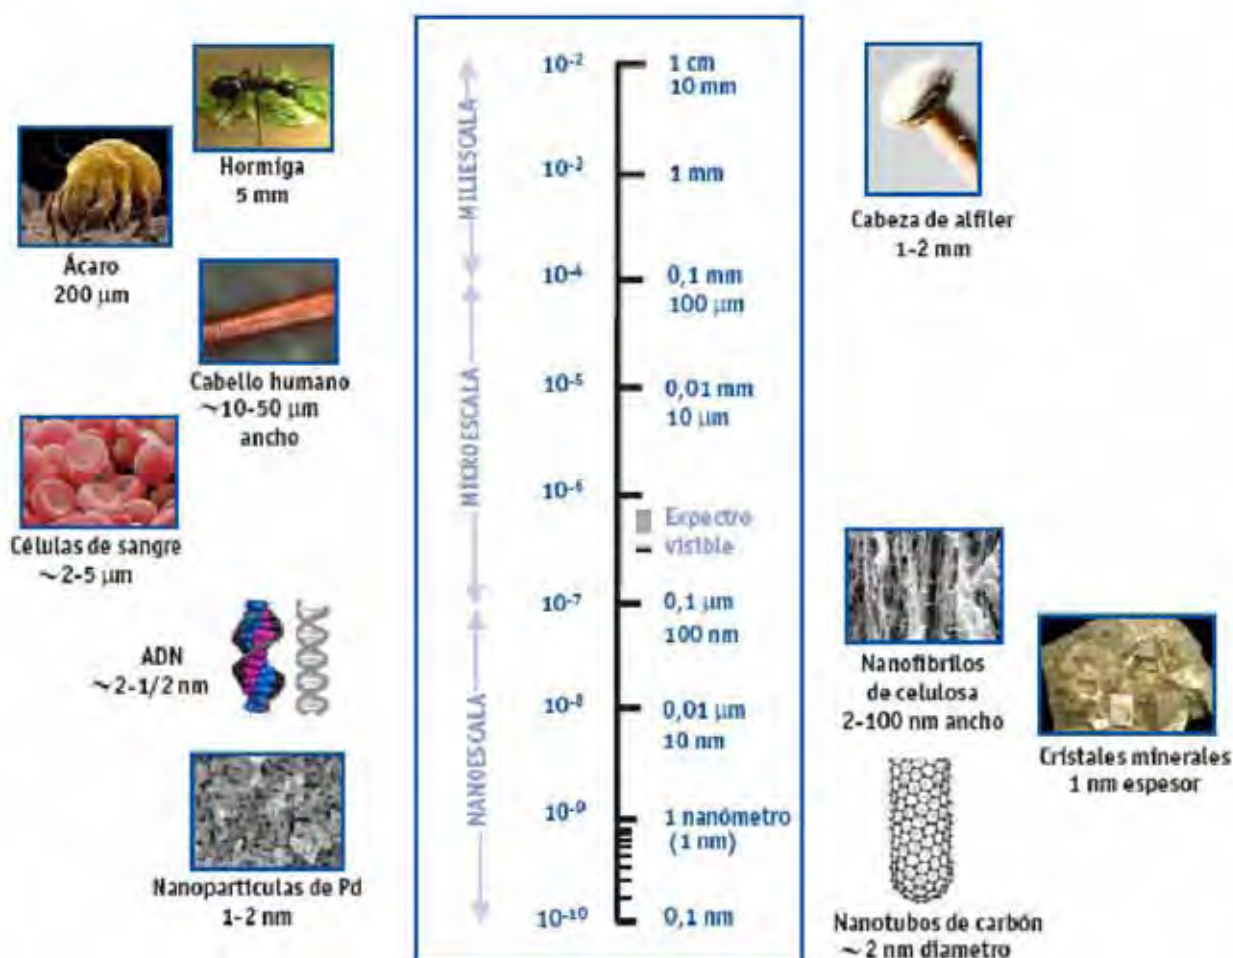 Hormiga
5 mm
Ácaro
200 µm
Cabello humano
~10-50 µm
ancho
Células de sangre
~2-5 µm
ADN
~2-1/2 nm
Nanopartículas de Pd
1-2 nm
MILIESCALA
MICROESCALA
NANOESCALA
10-2
1 cm
10 mm
10-2
1 mm
10-4
0,1 mm
100 µm
10-5
0,01 mm
10 µm
10-6
Expectro
visible
10-7
0,1 µm
100 nm
10-8
0,01 µm
10 nm
10-9
1 nanómetro
(1 nm)
10-10
0,1 nm
Cabeza de alfiler
1-2 mm
Nanofibrilos
de celulosa
2-100 nm ancho
Cristales minerales
1 nm espesor
Nanotubos de carbón
~ 2 nm diametro